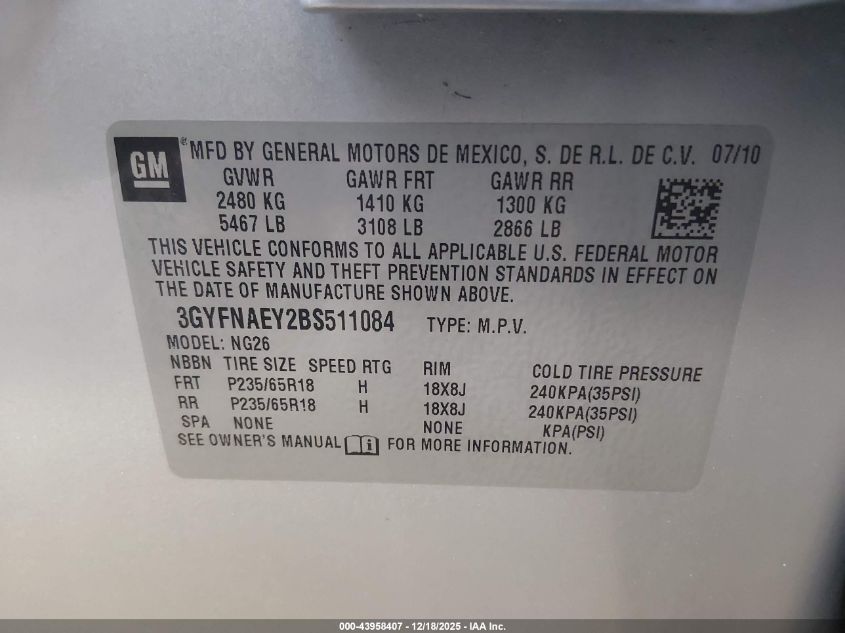 GM ® MFD BY GENERAL MOTORS DE MEXICO, S. DE R.L. DE C.V. 07/10
GVWR GAWR FRT GAWR RR
2480 KG 1410 KG 1300 KG
5467 LB 3108 LB 2866 LB
THIS VEHICLE CONFORMS TO ALL APPLICABLE U.S. FEDERAL MOTOR
VEHICLE SAFETY AND THEFT PREVENTION STANDARDS IN EFFECT ON
THE DATE OF MANUFACTURE SHOWN ABOVE.
3GYFNAEY2BS511084 TYPE: M.P.V.
MODEL: NG26
NBBN TIRE SIZE SPEED RTG RIM COLD TIRE PRESSURE
FRT P235/65R18 H 18X8J 240KPA(35PSI)
RR P235/65R18 H 18X8J 240KPA(35PSI)
SPA NONE NONE KPA(PSI)
SEE OWNER'S MANUAL FOR MORE INFORMATION.
000-43958407 - 12/18/2025 - IAA Inc.